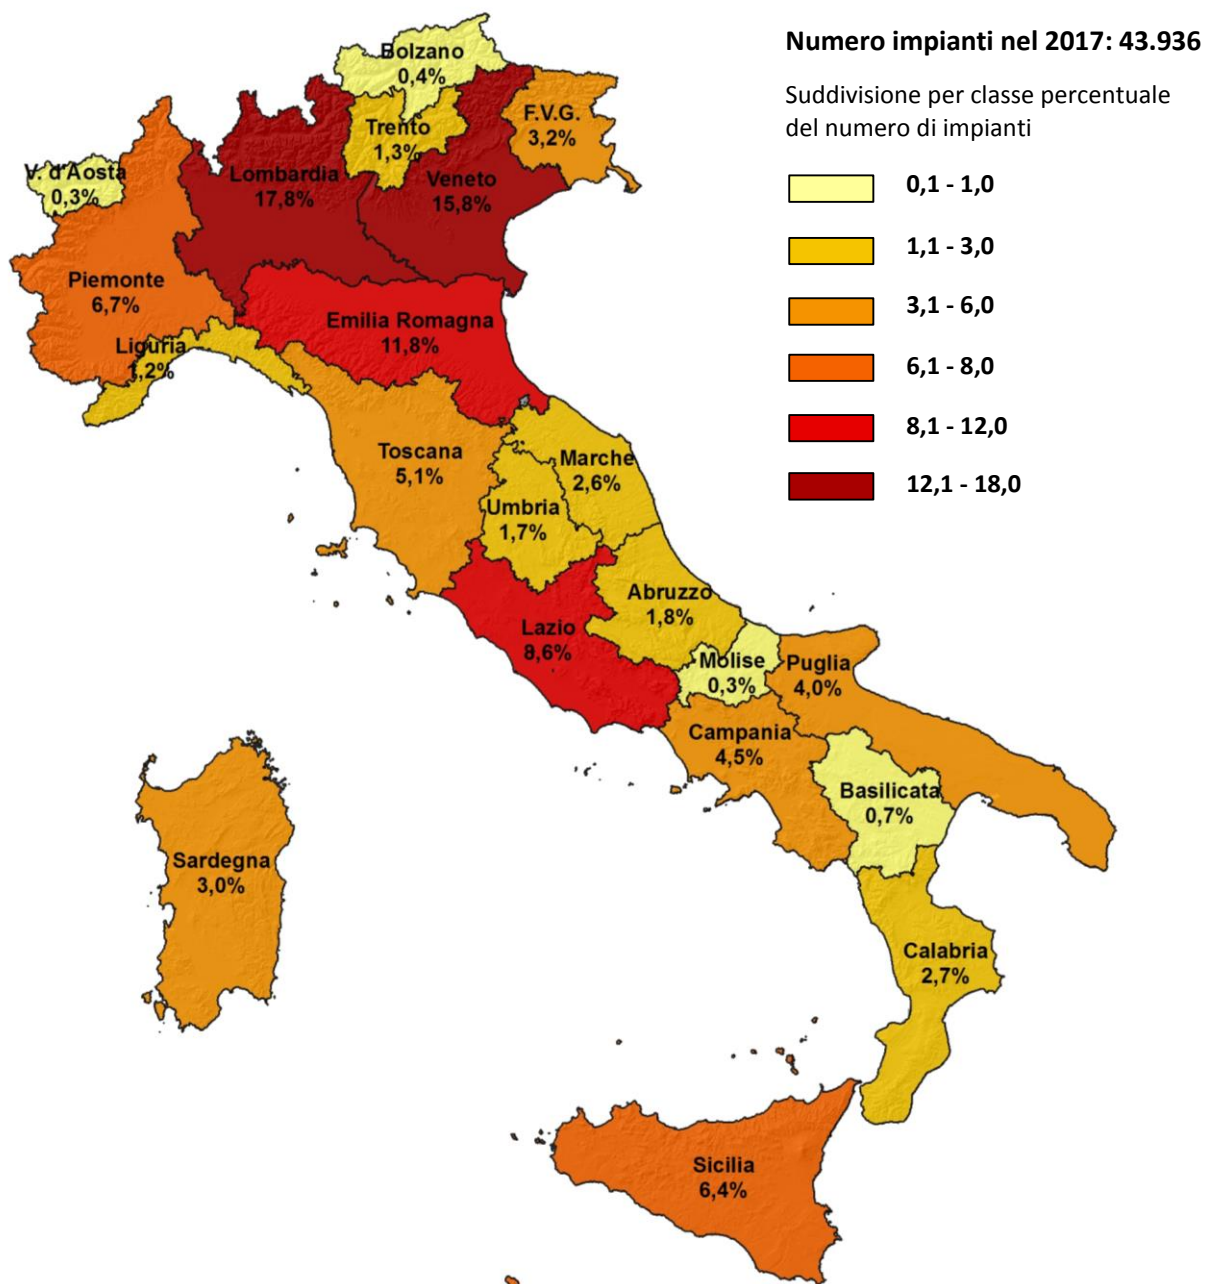 Numero impianti nel 2017: 43.936
Suddivisione per classe percentuale
del numero di impianti
0,1 - 1,0
1,1 - 3,0
3,1 - 6,0
6,1 - 8,0
8,1 - 12,0
12,1 - 18,0
Bolzano
0,4%
Trento
1,3%
F.V.G.
3,2%
V. d'Aosta
0,3%
Lombardia
17,8%
Veneto
15,8%
Piemonte
6,7%
Emilia Romagna
11,8%
Liguria
1,2%
Toscana
5,1%
Marche
2,6%
Umbria
1,7%
Abruzzo
1,8%
Lazio
8,6%
Molise
0,3%
Puglia
4,0%
Campania
4,5%
Basilicata
0,7%
Sardegna
3,0%
Calabria
2,7%
Sicilia
6,4%